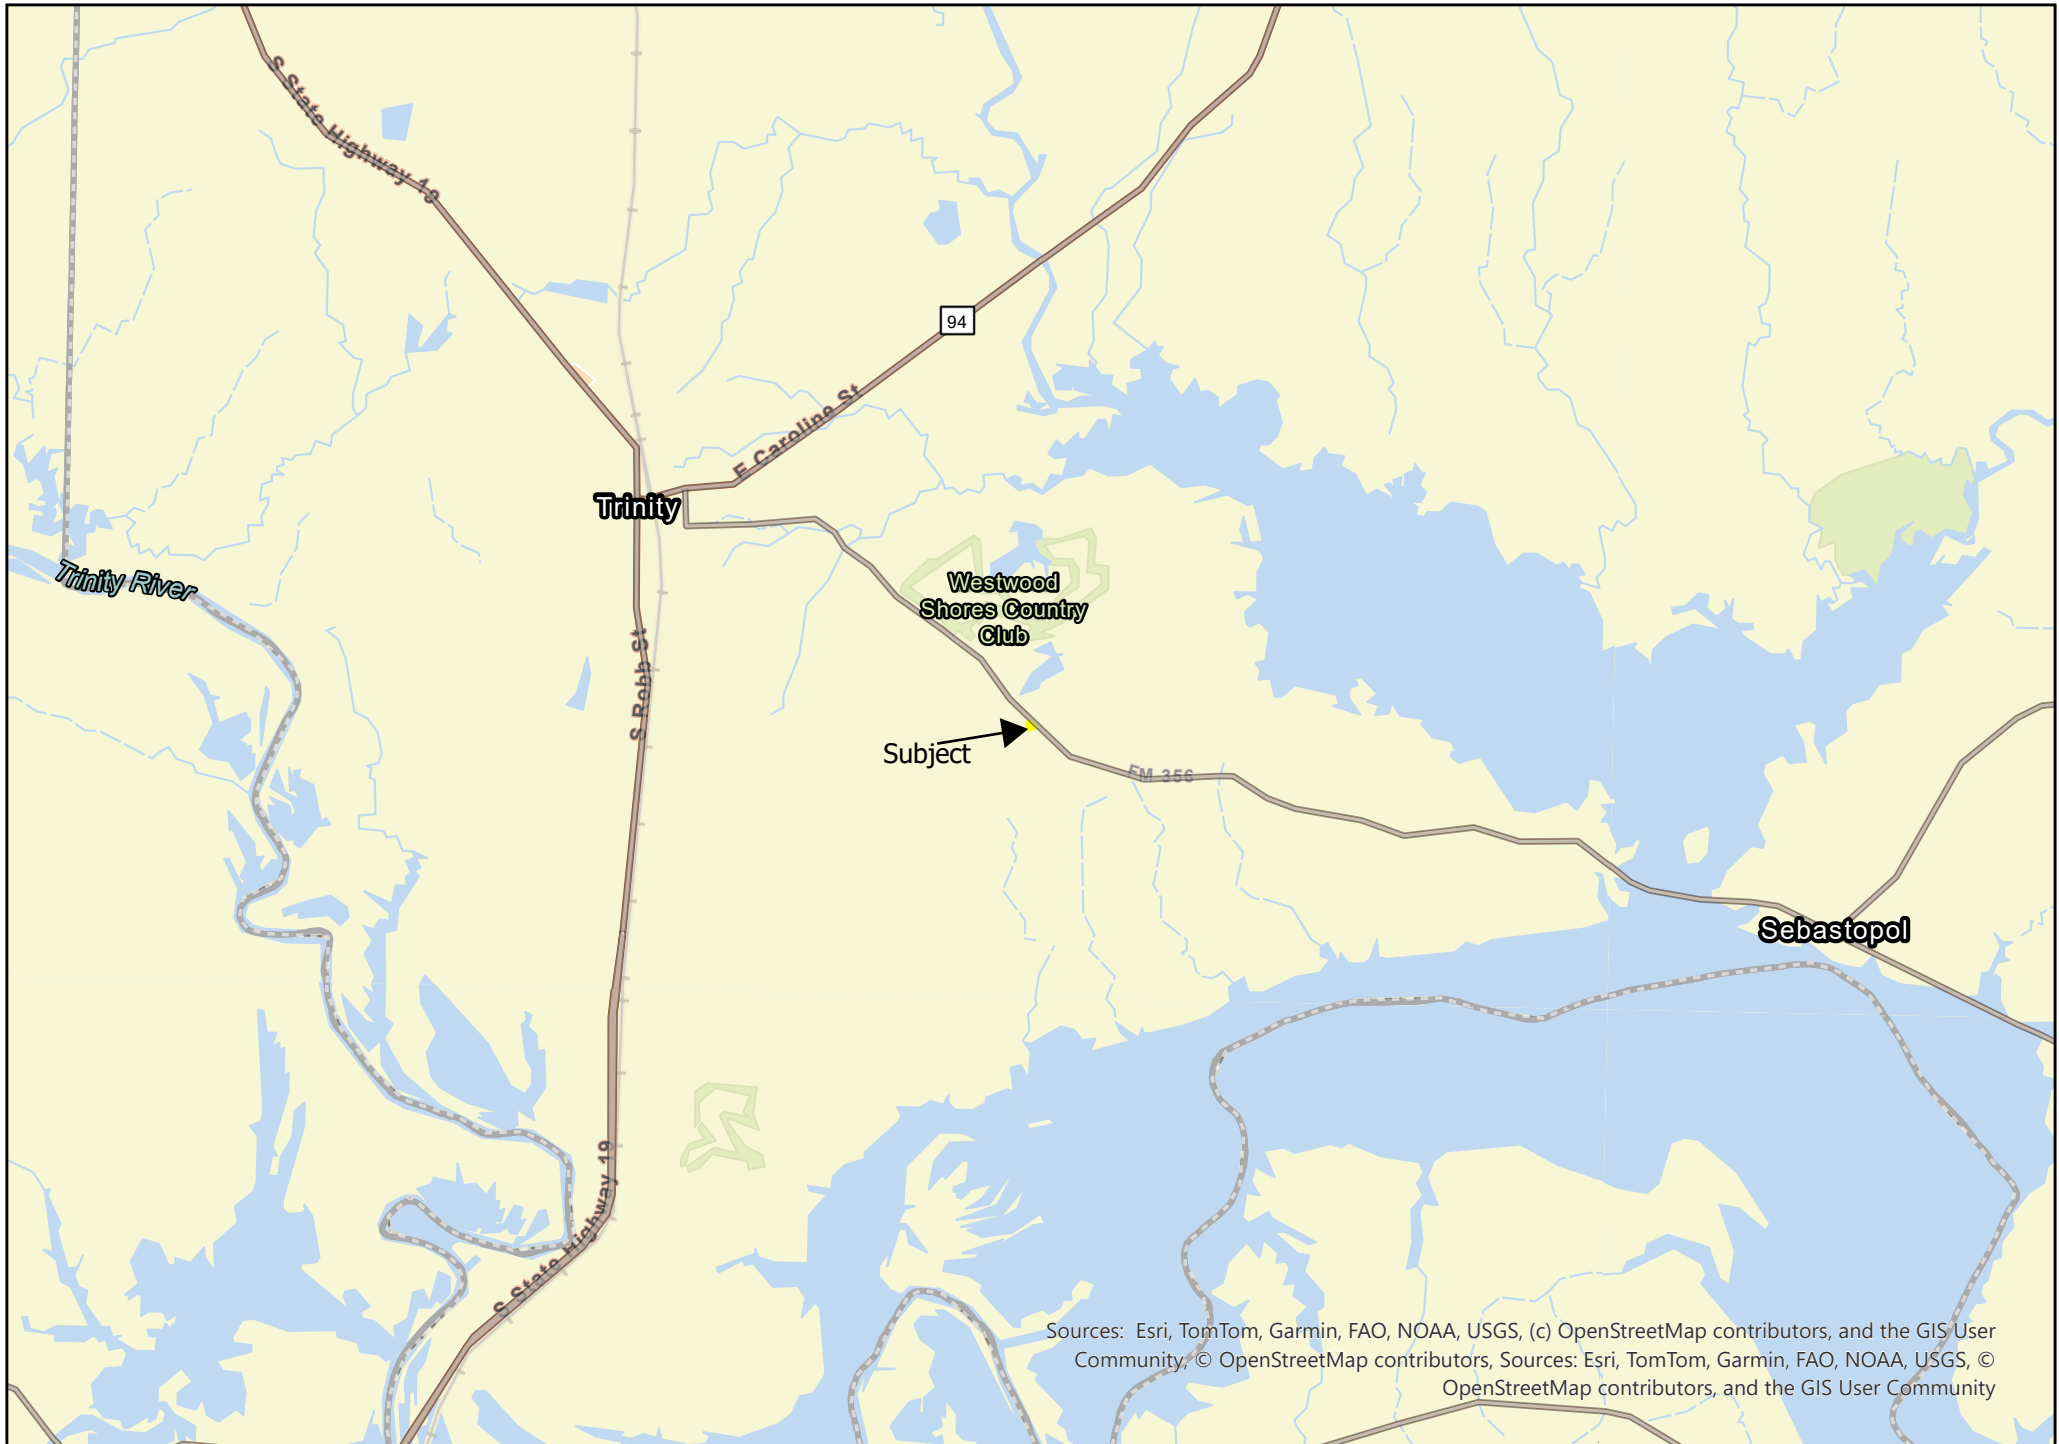 S State Highway 19
94
E Caroline St
Trinity
Trinity River
Westwood
Shores Country
Club
S Robb St
Subject
FM 356
Sebastopol
S State Highway 19
Sources: Esri, TomTom, Garmin, FAO, NOAA, USGS, (c) OpenStreetMap contributors, and the GIS User
Community, © OpenStreetMap contributors, Sources: Esri, TomTom, Garmin, FAO, NOAA, USGS, ©
OpenStreetMap contributors, and the GIS User Community